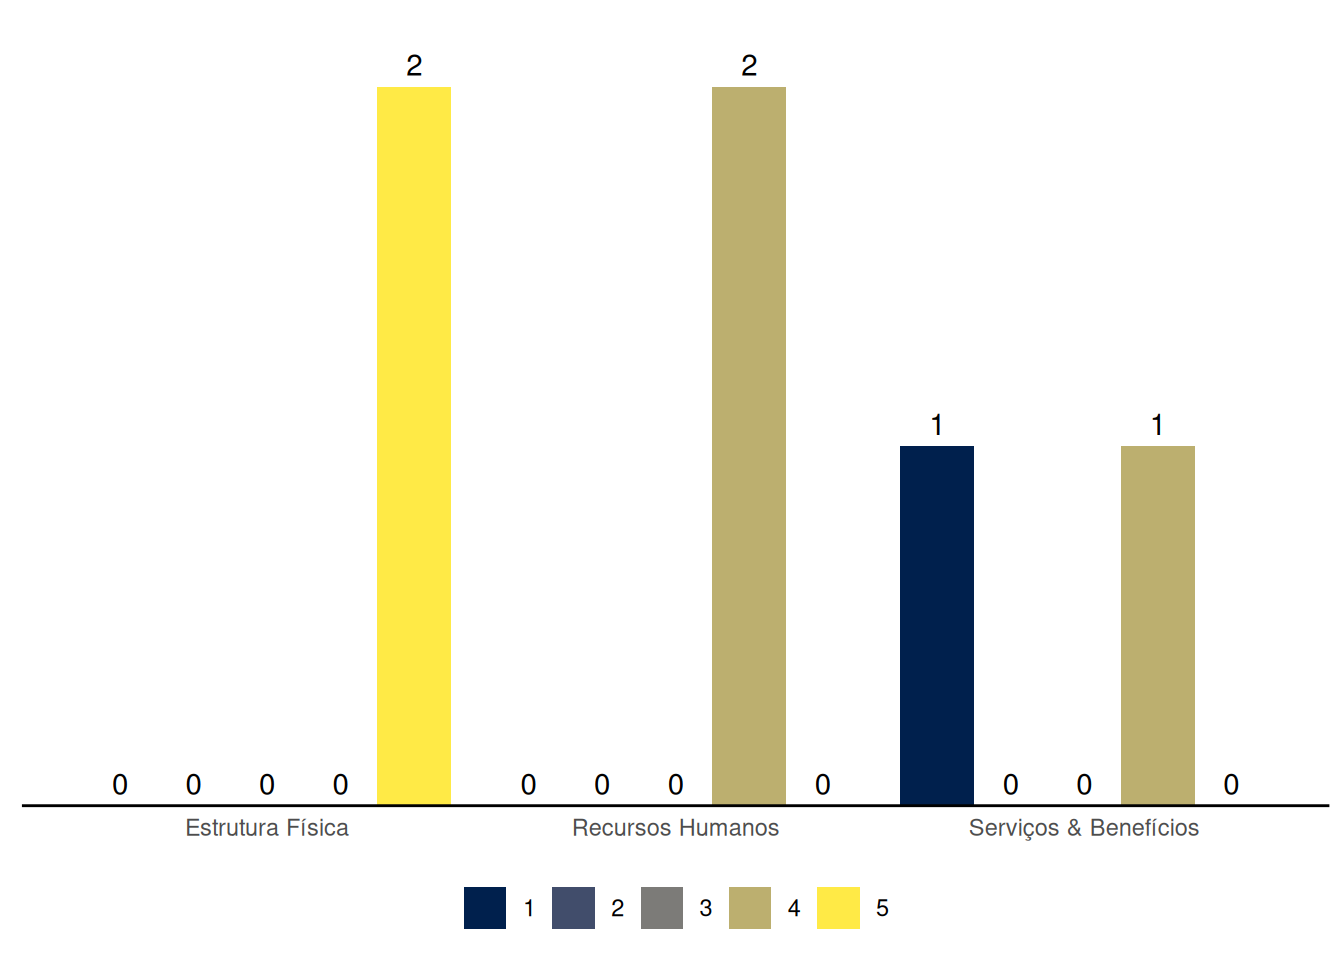 2 2
1 1
0 0 0 0 0 0 0 0 0 0 0
Estrutura Física Recursos Humanos Serviços & Benefícios
1 2 3 4 5